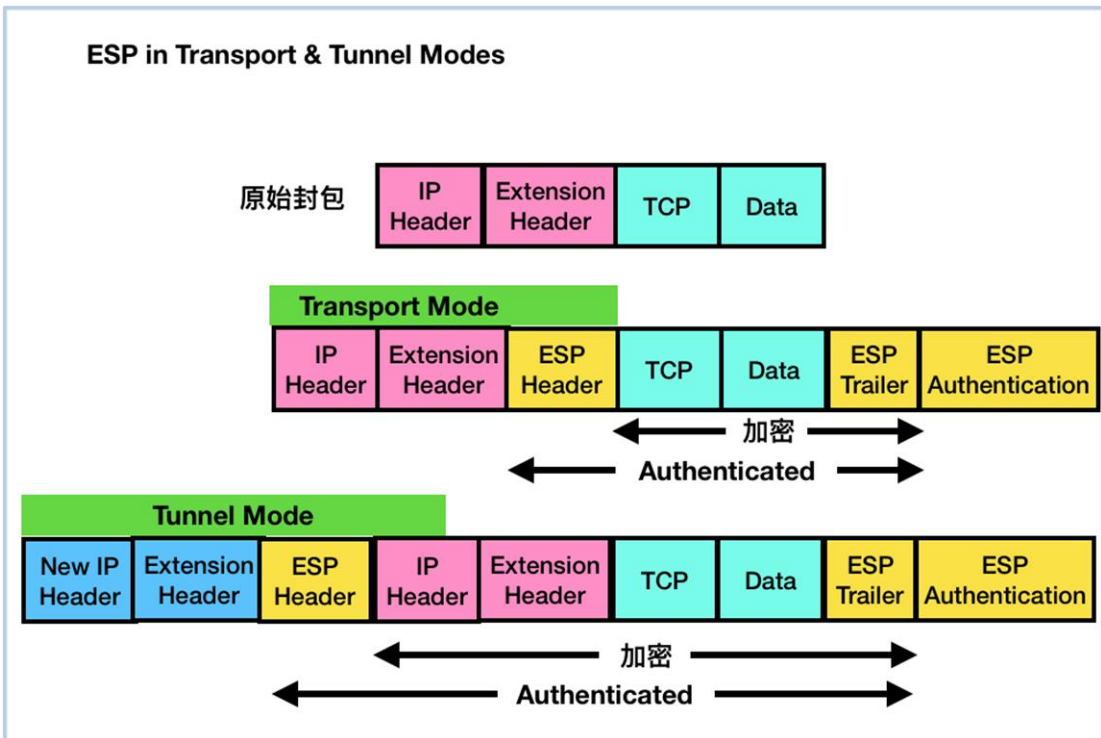 ESP in Transport & Tunnel Modes
原始封包
IP
Header
Extension
Header
TCP
Data
Transport Mode
IP
Header
Extension
Header
ESP
Header
TCP
Data
ESP
Trailer
ESP
Authentication
加密
Authenticated
Tunnel Mode
New IP
Header
Extension
Header
ESP
Header
IP
Header
Extension
Header
TCP
Data
ESP
Trailer
ESP
Authentication
加密
Authenticated